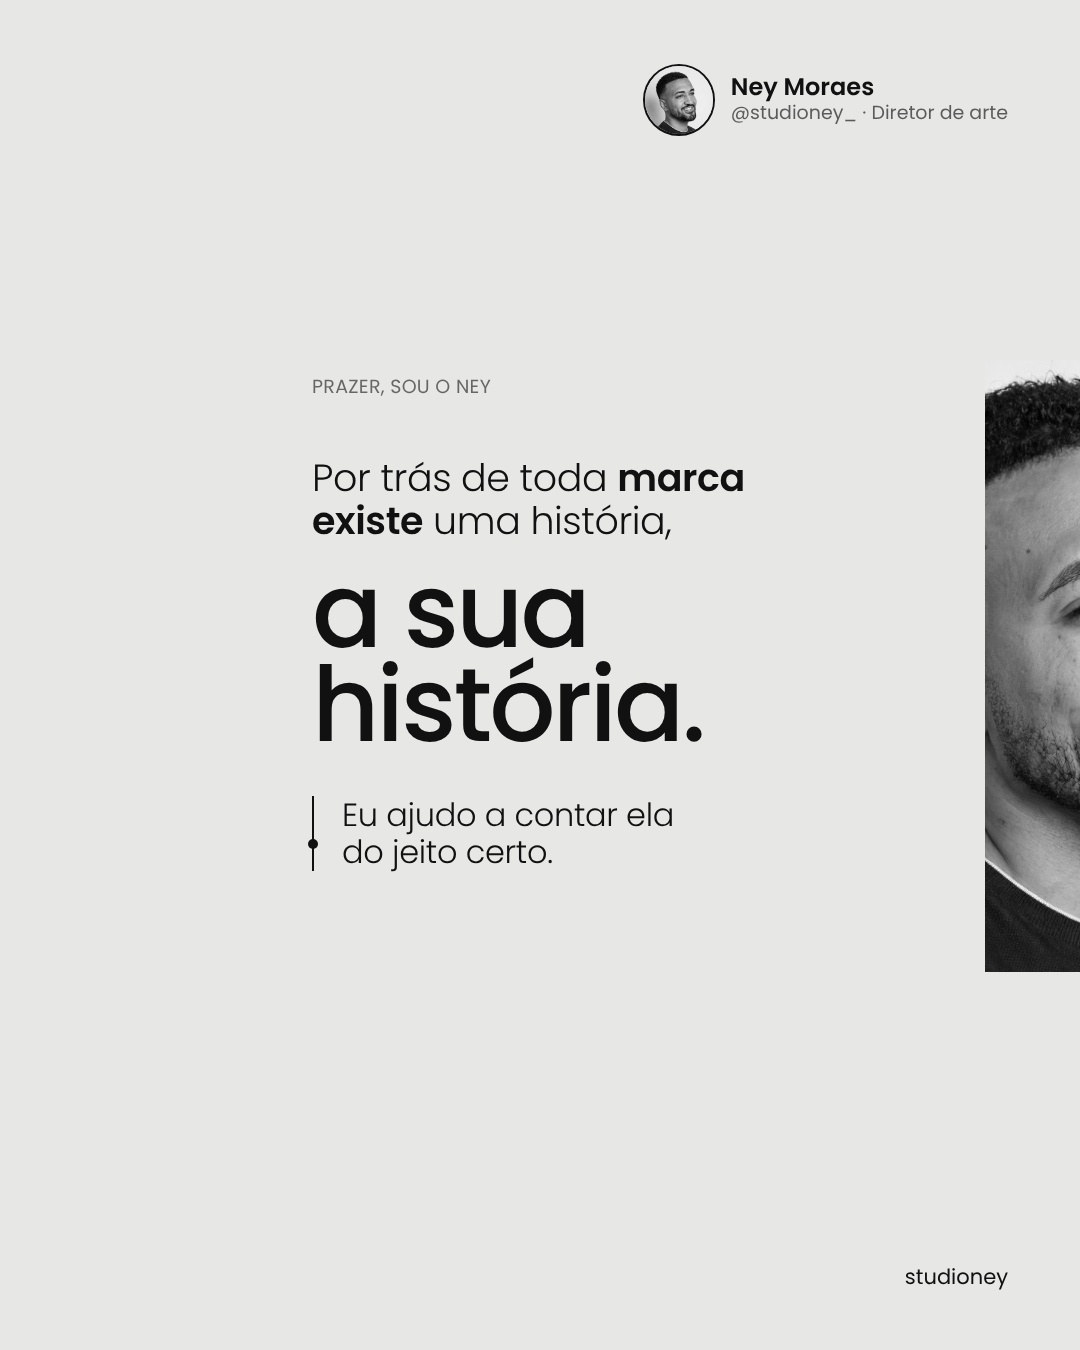 Ney Moraes
@studioney_ · Diretor de arte
PRAZER, SOU O NEY
Por trás de toda marca
existe uma história,
a sua
história.
Eu ajudo a contar ela
do jeito certo.
studioney